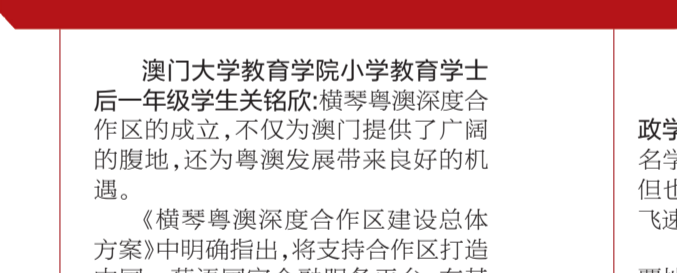 澳门大学教育学院小学教育学士
后一年级学生关铭欣:横琴粤澳深度合
作区的成立,不仅为澳门提供了广阔
的腹地,还为粤澳发展带来良好的机
遇。
《横琴粤澳深度合作区建设总体
方案》中明确指出,将支持合作区打造
政学
名学
但也
飞速